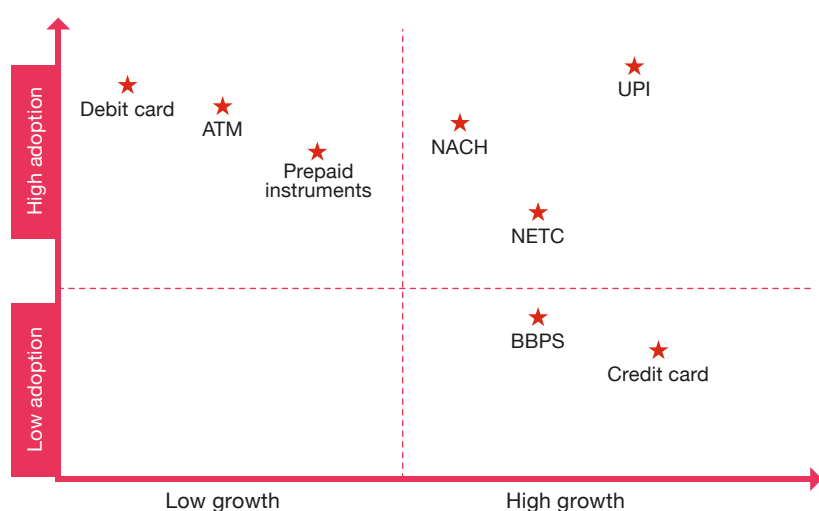 High adoption
Low adoption
Debit card
ATM
Prepaid
instruments
NACH
UPI
NETC
BBPS
Credit card
Low growth
High growth